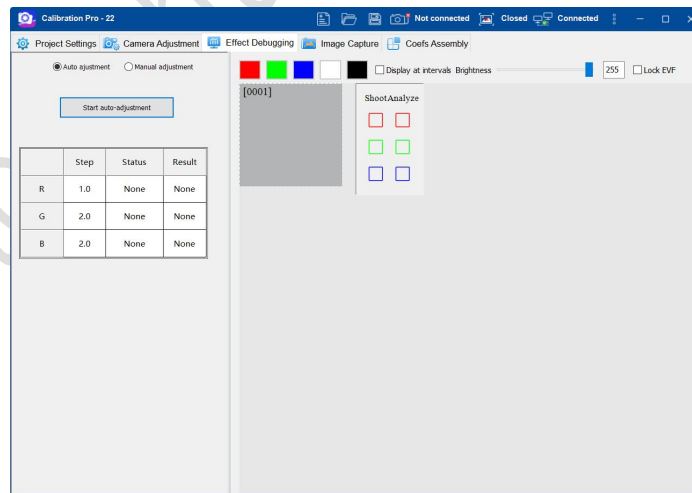 Calibration Pro - 22 Not connected Closed Connected
Project Settings Camera Adjustment Effect Debugging Image Capture Coefs Assembly
Auto ajustment Manual adjustment Display at intervals Brightness 255 Lock EVF
Start auto-adjustment
[0001]
ShootAnalyze
Step Status Result
R 1.0 None None
G 2.0 None None
B 2.0 None None